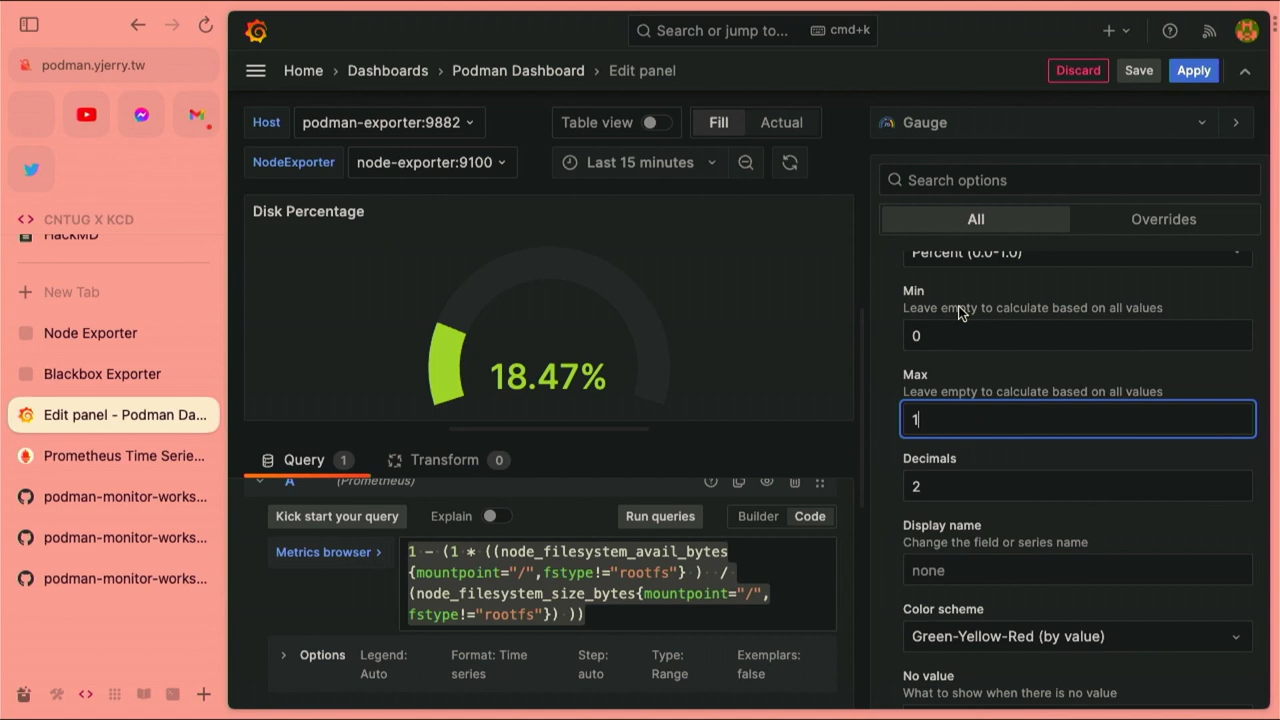 podman.yjerry.tw
CNTUG X KCD
HackMD
New Tab
Node Exporter
Blackbox Exporter
Edit panel - Podman Da...
Prometheus Time Serie...
podman-monitor-works...
podman-monitor-works...
podman-monitor-works...
Search or jump to...
cmd+k
Home › Dashboards › Podman Dashboard › Edit panel
Discard
Save
Apply
Host
podman-exporter:9882
Table view
Fill
Actual
NodeExporter
node-exporter:9100
Last 15 minutes
Disk Percentage
18.47%
Query 1
Transform 0
A (Prometheus)
Kick start your query
Explain
Run queries
Builder
Code
Metrics browser >
1 - (1 * ((node_filesystem_avail_bytes
{mountpoint="/",fstype!="rootfs"} ) /
(node_filesystem_size_bytes{mountpoint="/",
fstype!="rootfs"}) ))
Options
Legend: Auto
Format: Time series
Step: auto
Type: Range
Exemplars: false
Gauge
Search options
All
Overrides
Percent (0.0-1.0)
Min
Leave empty to calculate based on all values
0
Max
Leave empty to calculate based on all values
1
Decimals
2
Display name
Change the field or series name
none
Color scheme
Green-Yellow-Red (by value)
No value
What to show when there is no value